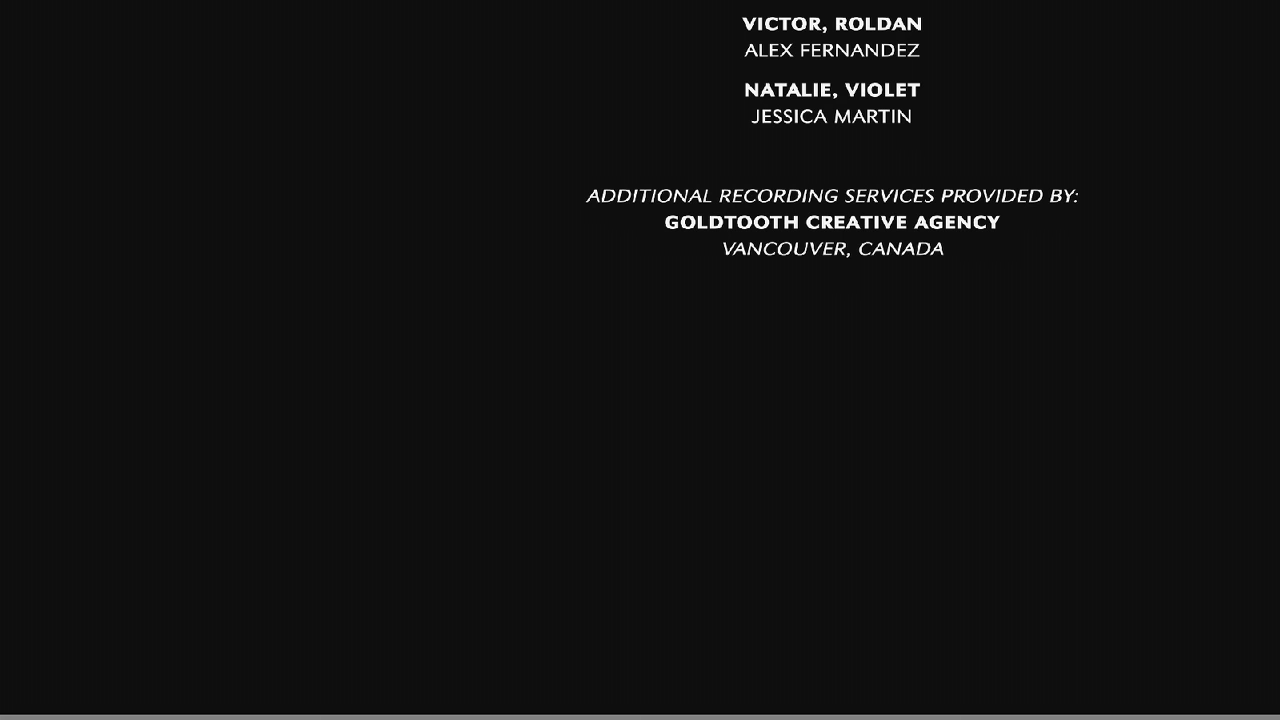 VICTOR, ROLDAN
ALEX FERNANDEZ
NATALIE, VIOLET
JESSICA MARTIN
ADDITIONAL RECORDING SERVICES PROVIDED BY:
GOLDTOOTH CREATIVE AGENCY
VANCOUVER, CANADA